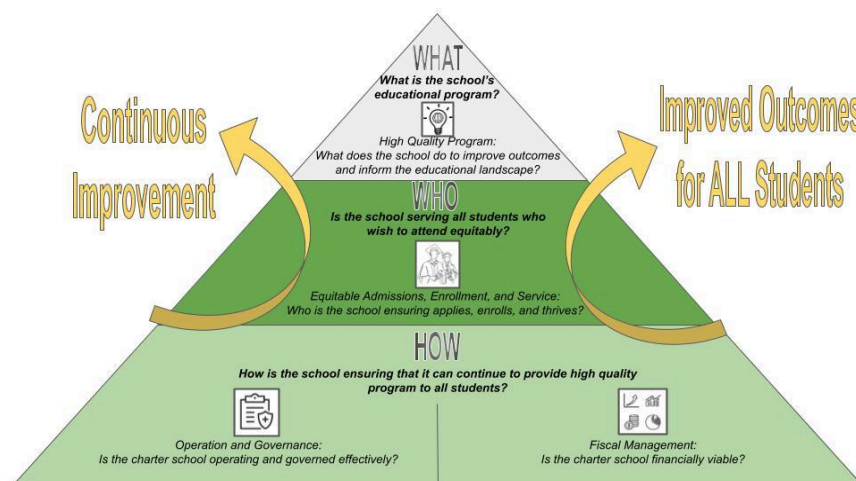 WHAT
What is the school's
educational program?
High Quality Program:
What does the school do to improve outcomes
and inform the educational landscape?
Continuous
Improvement
Improved Outcomes
for ALL Students
WHO
Is the school serving all students who
wish to attend equitably?
Equitable Admissions, Enrollment, and Service:
Who is the school ensuring applies, enrolls, and thrives?
HOW
How is the school ensuring that it can continue to provide high quality
program to all students?
Operation and Governance:
Is the charter school operating and governed effectively?
Fiscal Management:
Is the charter school financially viable?